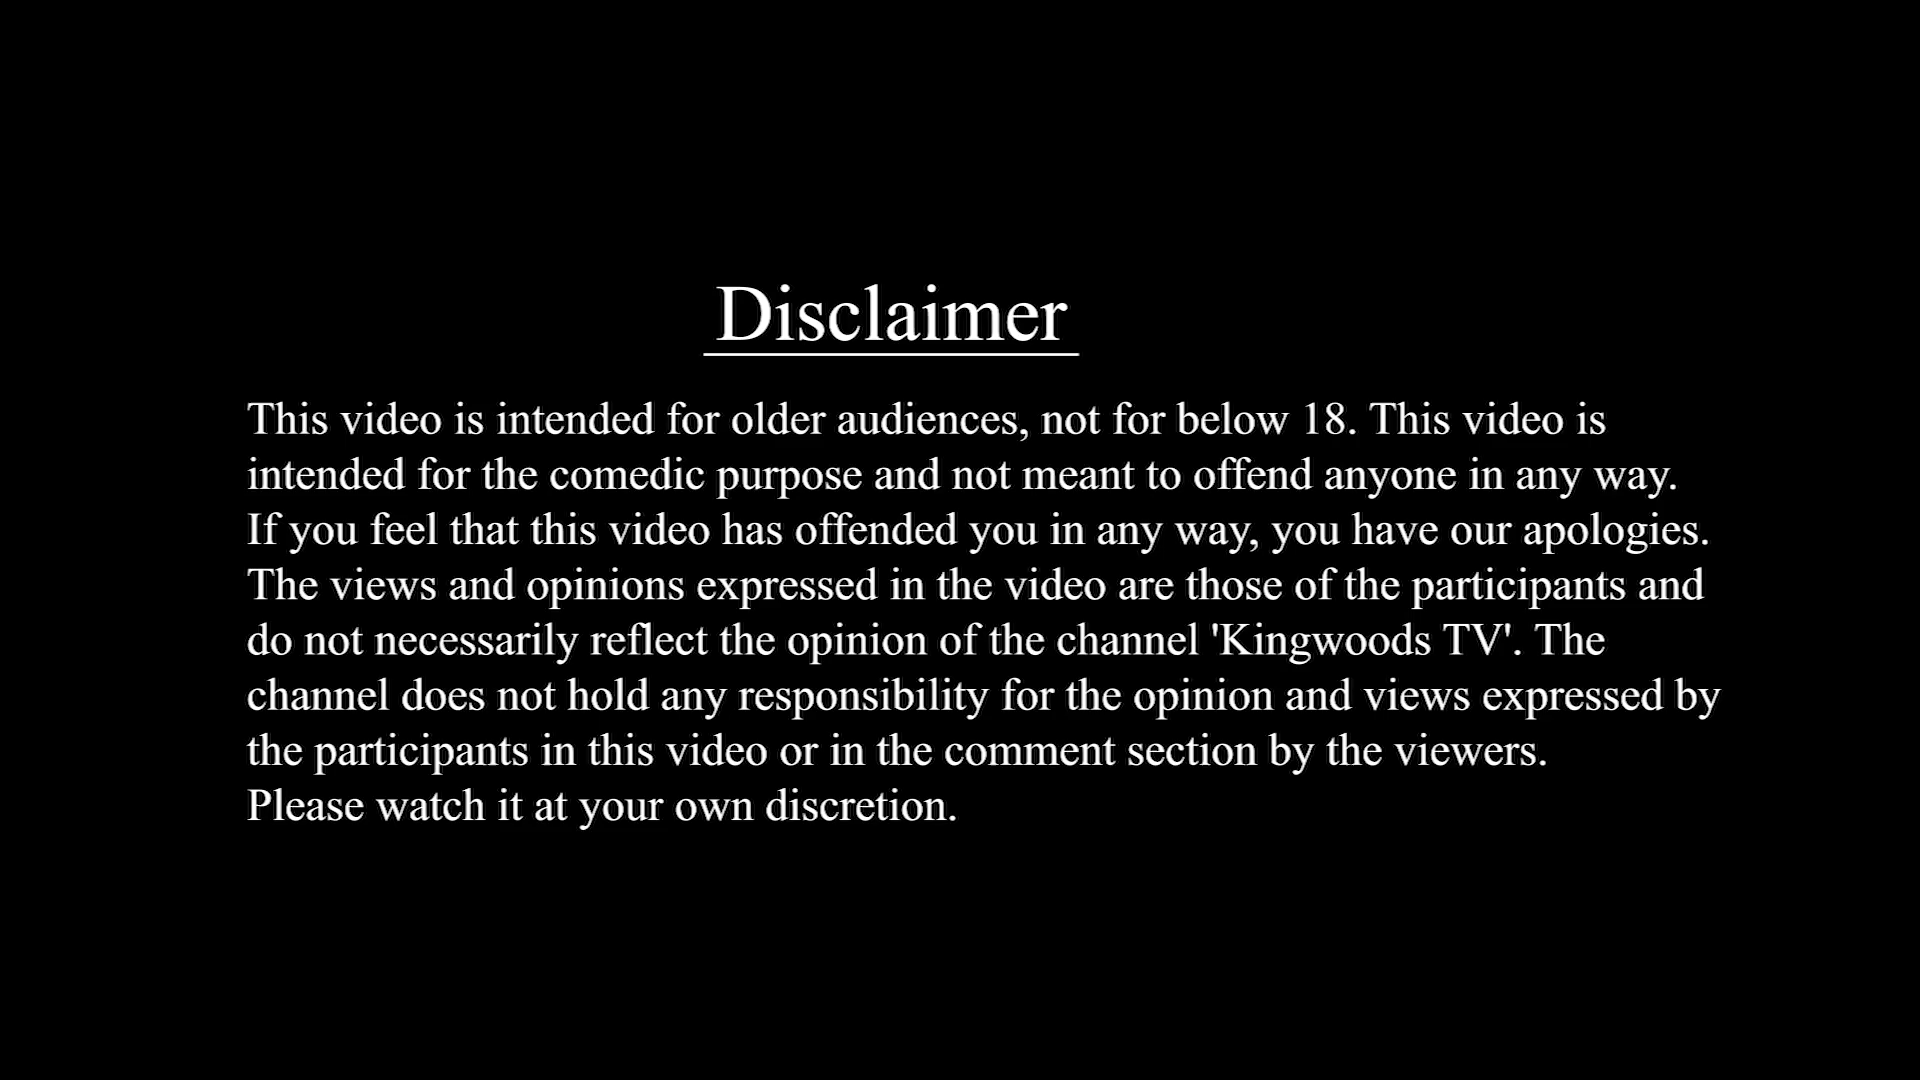 Disclaimer
This video is intended for older audiences, not for below 18. This video is
intended for the comedic purpose and not meant to offend anyone in any way.
If you feel that this video has offended you in any way, you have our apologies.
The views and opinions expressed in the video are those of the participants and
do not necessarily reflect the opinion of the channel 'Kingwoods TV'. The
channel does not hold any responsibility for the opinion and views expressed by
the participants in this video or in the comment section by the viewers.
Please watch it at your own discretion.